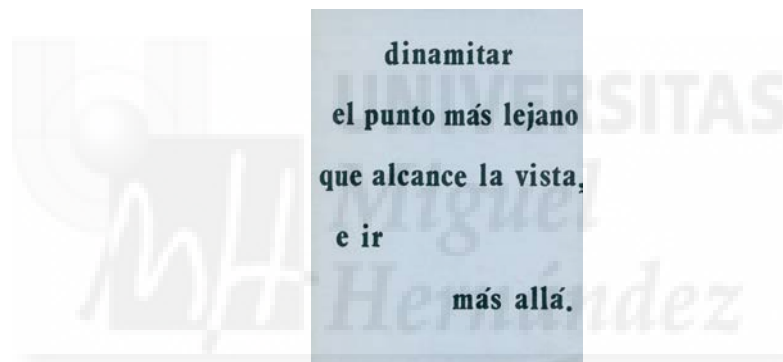 dinamitar
el punto más lejano
que alcance la vista,
e ir
más allá.
UNIVERSITAS
Miguel
Hernández